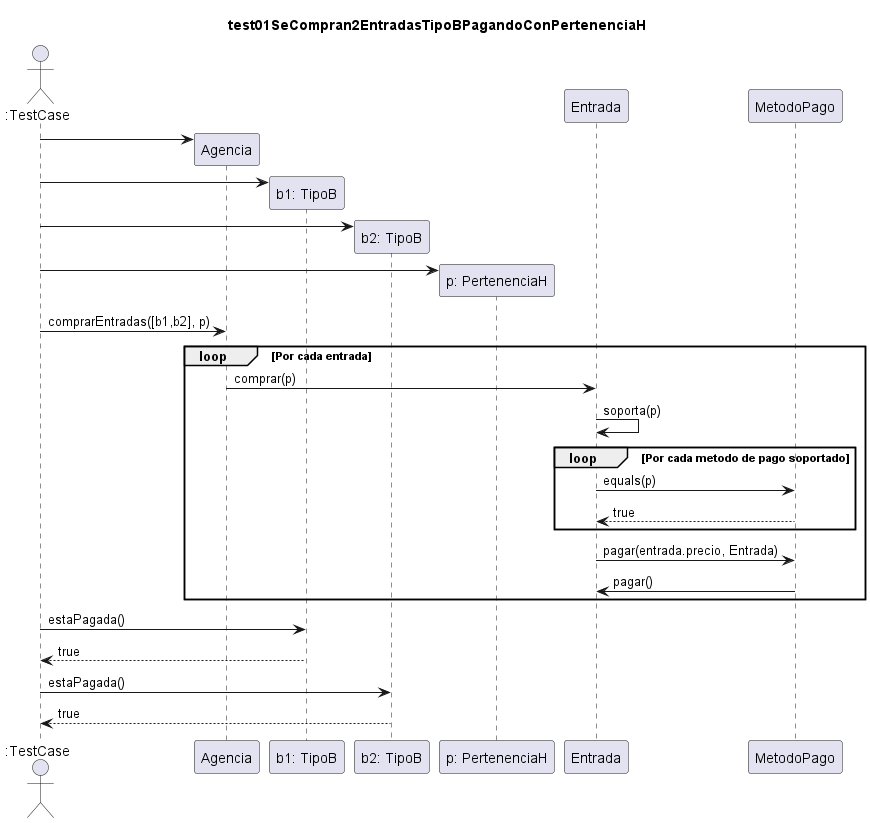 test01SeCompran2EntradasTipoBPagandoConPertenenciaH
:TestCase
Entrada
MetodoPago
Agencia
b1: TipoB
b2: TipoB
p: PertenenciaH
comprarEntradas([b1,b2], p)
loop [Por cada entrada]
comprar(p)
soporta(p)
loop [Por cada metodo de pago soportado]
equals(p)
true
pagar(entrada.precio, Entrada)
pagar()
estaPagada()
true
estaPagada()
true
:TestCase
Agencia
b1: TipoB
b2: TipoB
p: PertenenciaH
Entrada
MetodoPago